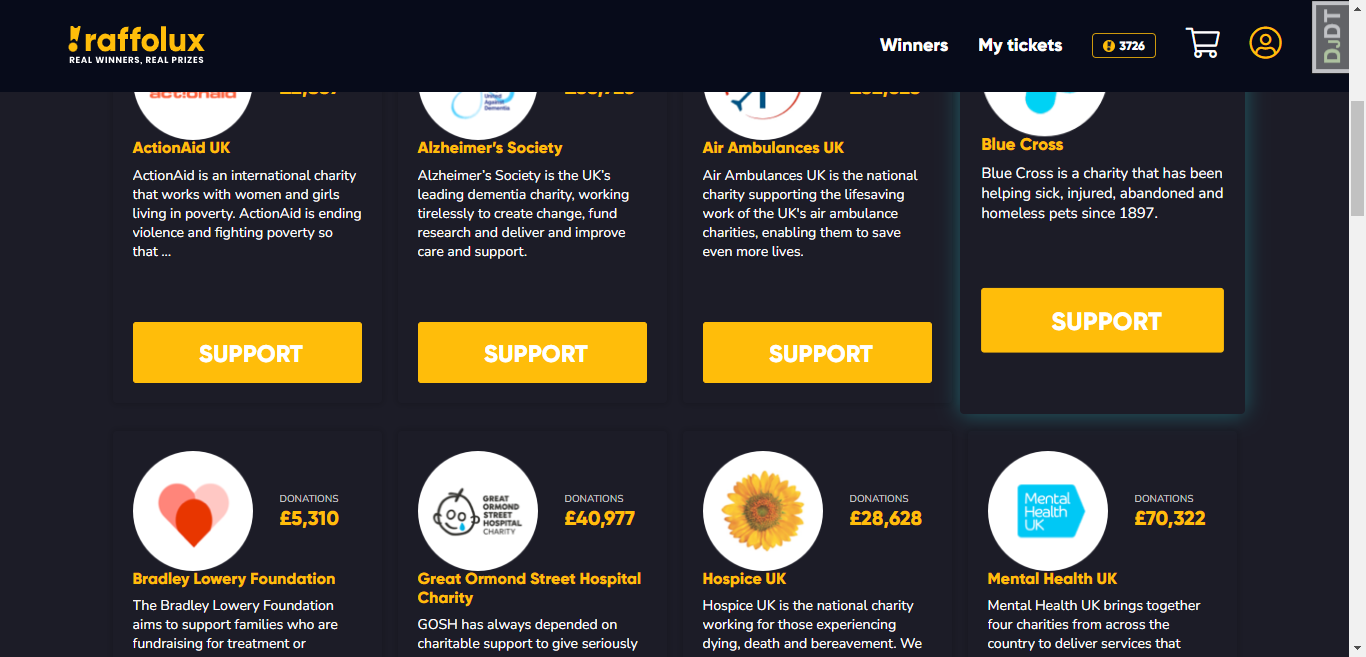 raffolux
REAL WINNERS, REAL PRIZES
Winners
My tickets
3726
DJDT
United
Against
Dementia
ActionAid UK
ActionAid is an international charity
that works with women and girls
living in poverty. ActionAid is ending
violence and fighting poverty so
that ...
SUPPORT
Alzheimer's Society
Alzheimer's Society is the UK's
leading dementia charity, working
tirelessly to create change, fund
research and deliver and improve
care and support.
SUPPORT
Air Ambulances UK
Air Ambulances UK is the national
charity supporting the lifesaving
work of the UK's air ambulance
charities, enabling them to save
even more lives.
SUPPORT
Blue Cross
Blue Cross is a charity that has been
helping sick, injured, abandoned and
homeless pets since 1897.
SUPPORT
DONATIONS
£5,310
Bradley Lowery Foundation
The Bradley Lowery Foundation
aims to support families who are
fundraising for treatment or
GREAT
ORMOND
STREET
HOSPITAL
CHARITY
DONATIONS
£40,977
Great Ormond Street Hospital
Charity
GOSH has always depended on
charitable support to give seriously
DONATIONS
£28,628
Hospice UK
Hospice UK is the national charity
working for those experiencing
dying, death and bereavement. We
Mental
Health
UK
DONATIONS
£70,322
Mental Health UK
Mental Health UK brings together
four charities from across the
country to deliver services that